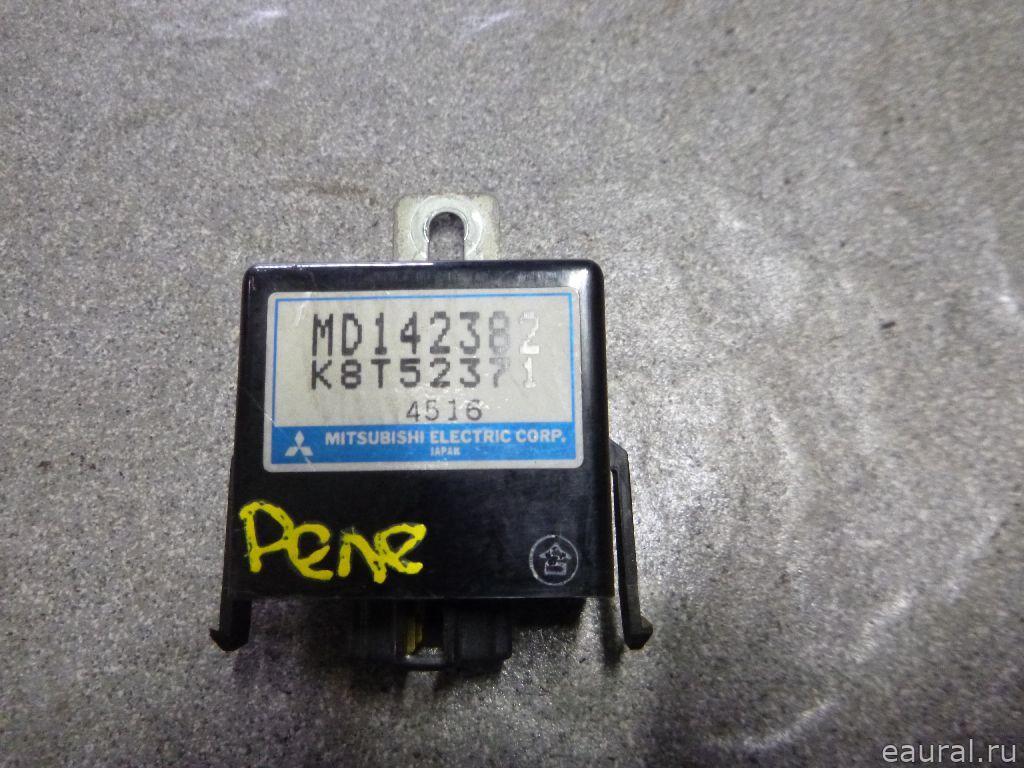 MD142382
K8T52371
4516
MITSUBISHI ELECTRIC CORP.
JAPAN
Реле
eaural.ru